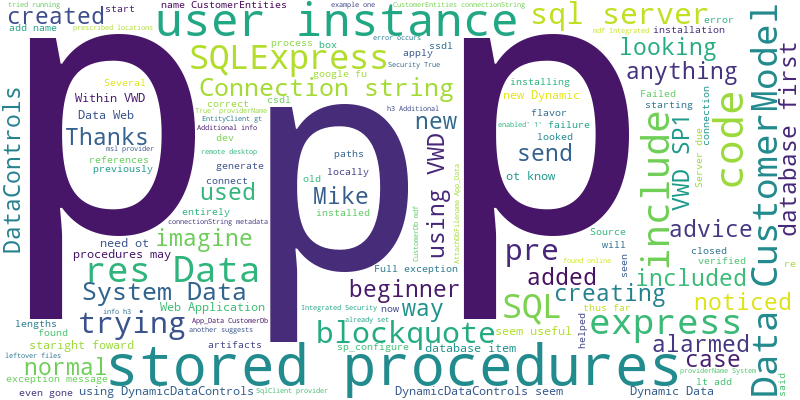 tried running
start
created
add name
prescribed locations
name CustomerEntities
user instance
example one
CustomerEntities connectionString
sql server
mdf Integrated
installation
error
error occurs
process
box
ssdl
SQLExpress
google fu
apply
Security True
looking
anything
Connection string
Several
True' providerName
csdl
h3 Additional
installing
new Dynamic
Failed
starting
Within VWD
Data Web
Thanks
correct
EntityClient gt
Additional info
dev
new
flavor
enabled' 1' failure
looked
send
ot know
DataControls
references
previously
msl provider
remote desktop
generate
connect
old
paths
locally
Mike
installed
using VWD
AttachDbFilename App_Data
CustomerDb mdf
used
entirely
connectionString metadata
include
VWD SP1
Server due
connection
code
Data CustomerModel
database first
advice
need ot
procedures may
imagine
res Data
System Data
Full exception
pre
Source
will
seen
closed
verified
re
found online
lengths
found
info h3
trying
Web Application
App_Data CustomerDb
another suggests
beginner
Integrated Security
already set
now
way
added
creating
SQL
thus far
included
noticed
staright foward
normal
artifacts
blockquote
seem useful
helped
express
alarmed
case
leftover files
exception message
even gone
stored procedures
sp_configure
database item
using DynamicDataControls
SqlClient provider
DynamicDataControls seem
Dynamic Data
providerName System
lt add
said
p
p
p